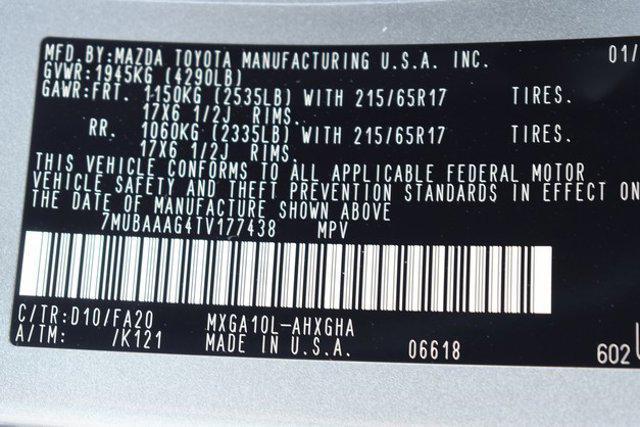 MFD.BY:MAZDA TOYOTA MANUFACTURING U.S.A. INC. 01/
GVWR:1945KG (4290LB)
GAWR:FRT. 1150KG (2535LB) WITH 215/65R17 TIRES.
17X6 1/2J RIMS.
RR. 1060KG (2335LB) WITH 215/65R17 TIRES.
17X6 1/2J RIMS.
THIS VEHICLE CONFORMS TO ALL APPLICABLE FEDERAL MOTOR
VEHICLE SAFETY AND THEFT PREVENTION STANDARDS IN EFFECT ON
THE DATE OF MANUFACTURE SHOWN ABOVE
7MUBAAAG4TV177438 MPV
C/TR:D10/FA20 MXGA10L-AHXGHA
A/TM: /K121 MADE IN U.S.A. 06618 602